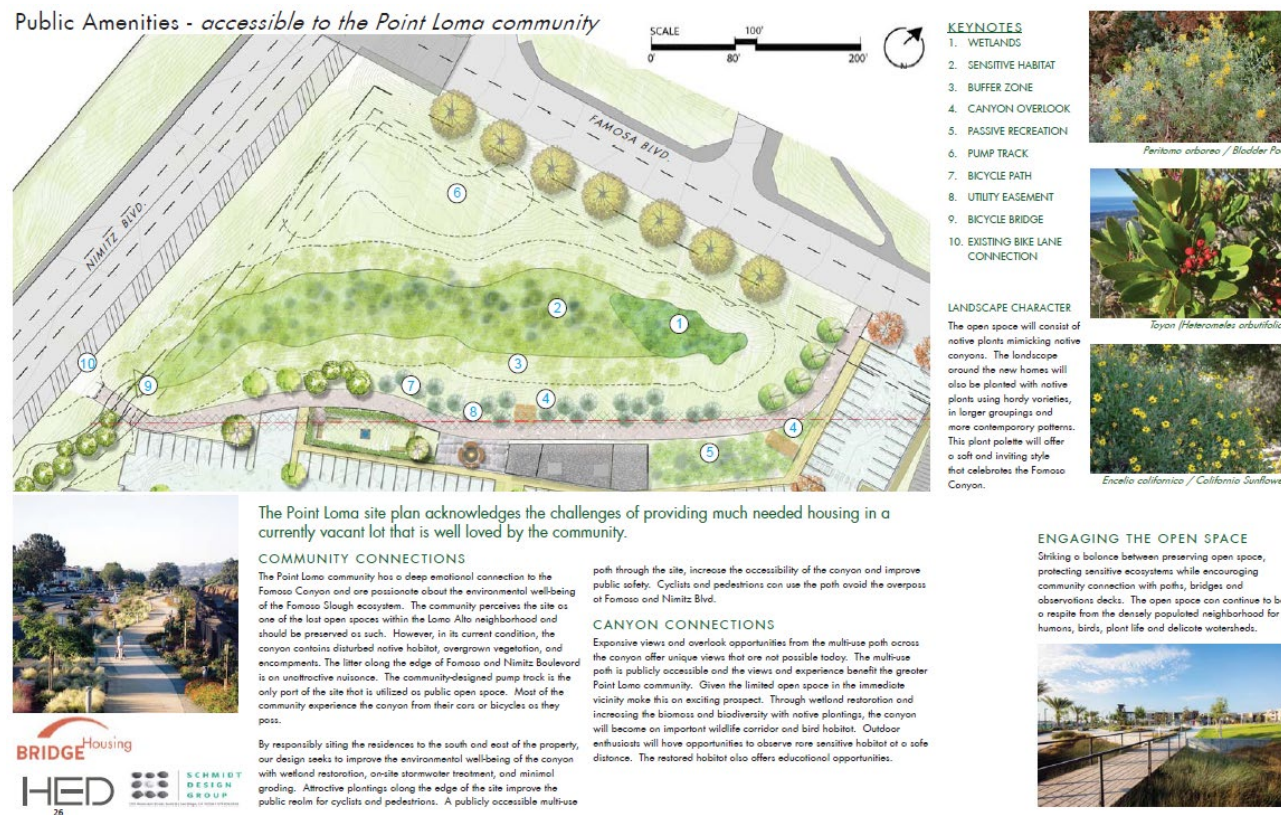 Public Amenities - accessible to the Point Loma community
SCALE
100'
0'
80'
200'
N
NIMITZ BLVD.
FAMOSA BLVD.
6
2
1
3
10
9
7
8
4
5
4
KEYNOTES
1. WETLANDS
2. SENSITIVE HABITAT
3. BUFFER ZONE
4. CANYON OVERLOOK
5. PASSIVE RECREATION
6. PUMP TRACK
7. BICYCLE PATH
8. UTILITY EASEMENT
9. BICYCLE BRIDGE
10. EXISTING BIKE LANE
CONNECTION
LANDSCAPE CHARACTER
The open space will consist of
native plants mimicking native
canyons. The landscape
around the new homes will
also be planted with native
plants using hardy varieties,
in larger groupings and
more contemporary patterns.
This plant palette will offer
a soft and inviting style
that celebrates the Famosa
Canyon.
Peritoma arborea / Bladder Po
Toyon (Heteromeles arbutifolia
Encelia californica / California Sunflowe
The Point Loma site plan acknowledges the challenges of providing much needed housing in a
currently vacant lot that is well loved by the community.
COMMUNITY CONNECTIONS
The Point Loma community has a deep emotional connection to the
Famosa Canyon and are passionate about the environmental well-being
of the Famosa Slough ecosystem. The community perceives the site as
one of the last open spaces within the Loma Alta neighborhood and
should be preserved as such. However, in its current condition, the
canyon contains disturbed native habitat, overgrown vegetation, and
encampments. The litter along the edge of Famosa and Nimitz Boulevard
is an unattractive nuisance. The community-designed pump track is the
only part of the site that is utilized as public open space. Most of the
community experience the canyon from their cars or bicycles as they
pass.
By responsibly siting the residences to the south and east of the property,
our design seeks to improve the environmental well-being of the canyon
with wetland restoration, on-site stormwater treatment, and minimal
grading. Attractive plantings along the edge of the site improve the
public realm for cyclists and pedestrians. A publicly accessible multi-use
path through the site, increase the accessibility of the canyon and improve
public safety. Cyclists and pedestrians can use the path avoid the overpass
at Famosa and Nimitz Blvd.
CANYON CONNECTIONS
Expansive views and overlook opportunities from the multi-use path across
the canyon offer unique views that are not possible today. The multi-use
path is publicly accessible and the views and experience benefit the greater
Point Loma community. Given the limited open space in the immediate
vicinity make this an exciting prospect. Through wetland restoration and
increasing the biomass and biodiversity with native plantings, the canyon
will become an important wildlife corridor and bird habitat. Outdoor
enthusiasts will have opportunities to observe rare sensitive habitat at a safe
distance. The restored habitat also offers educational opportunities.
ENGAGING THE OPEN SPACE
Striking a balance between preserving open space,
protecting sensitive ecosystems while encouraging
community connection with paths, bridges and
observations decks. The open space can continue to be
a respite from the densely populated neighborhood for
humans, birds, plant life and delicate watersheds.
BRIDGE Housing
HED
SCHMIDT
DESIGN
GROUP
26